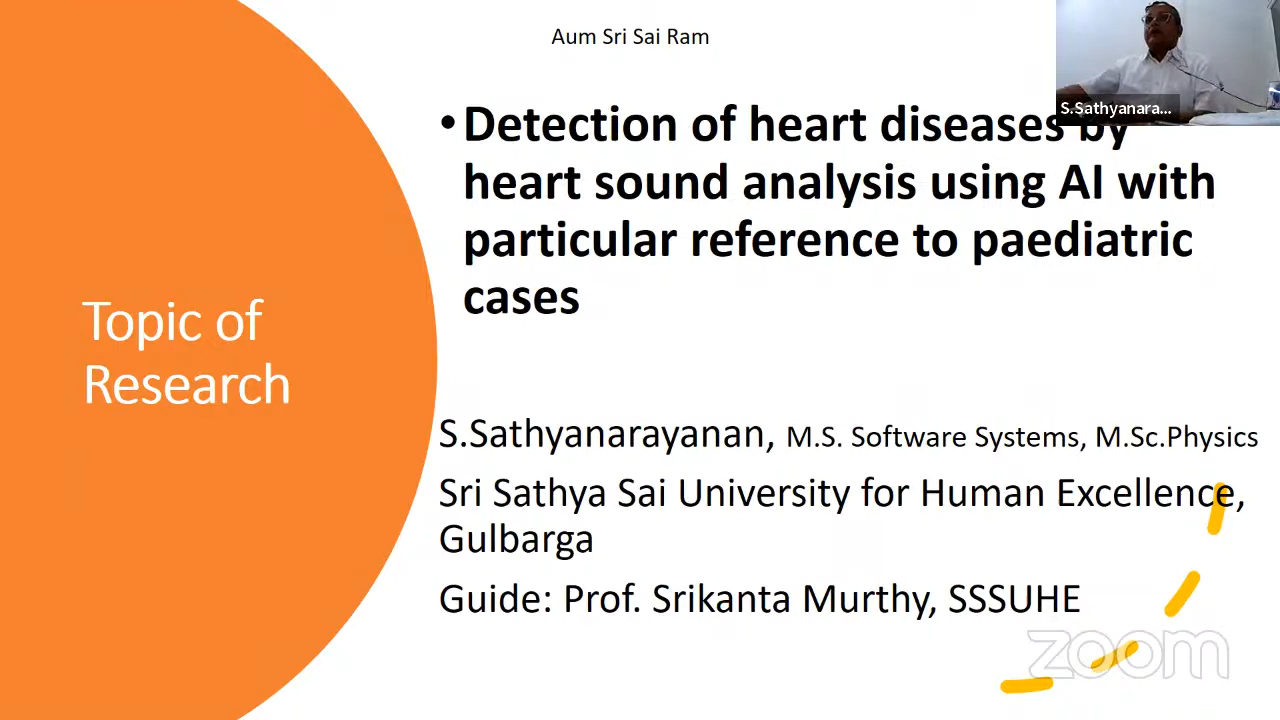 Aum Sri Sai Ram
S.Sathyanara...
• Detection of heart diseases by
heart sound analysis using AI with
particular reference to paediatric
cases
Topic of
Research
S.Sathyanarayanan, M.S. Software Systems, M.Sc.Physics
Sri Sathya Sai University for Human Excellence,
Gulbarga
Guide: Prof. Srikanta Murthy, SSSUHE
zoom